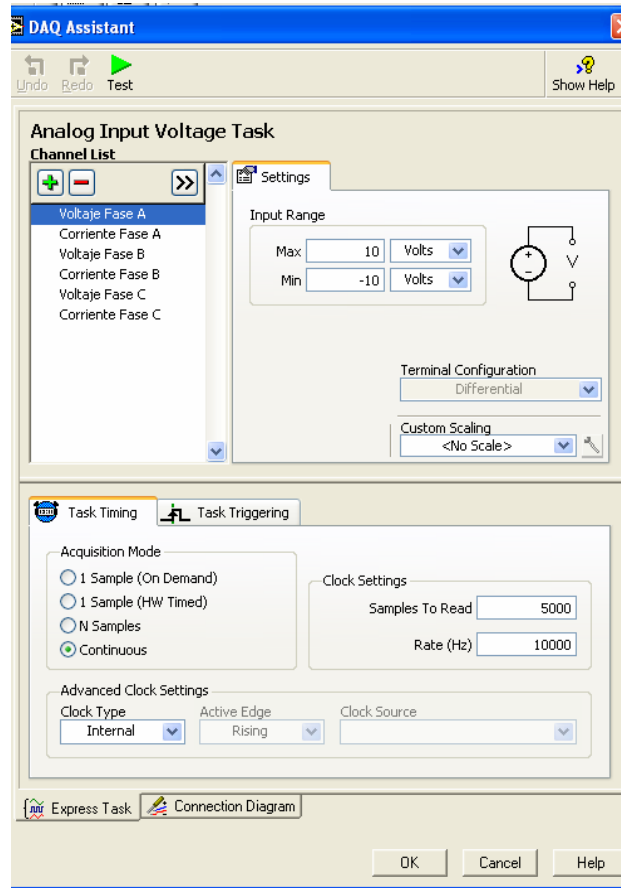 DAQ Assistant
Undo Redo Test Show Help
Analog Input Voltage Task
Channel List
Voltaje Fase A
Corriente Fase A
Voltaje Fase B
Corriente Fase B
Voltaje Fase C
Corriente Fase C
Settings
Input Range
Max 10 Volts
Min -10 Volts
V
Terminal Configuration
Differential
Custom Scaling
<No Scale>
Task Timing Task Triggering
Acquisition Mode
1 Sample (On Demand)
1 Sample (HW Timed)
N Samples
Continuous
Clock Settings
Samples To Read 5000
Rate (Hz) 10000
Advanced Clock Settings
Clock Type Active Edge Clock Source
Internal Rising
Express Task Connection Diagram
OK Cancel Help